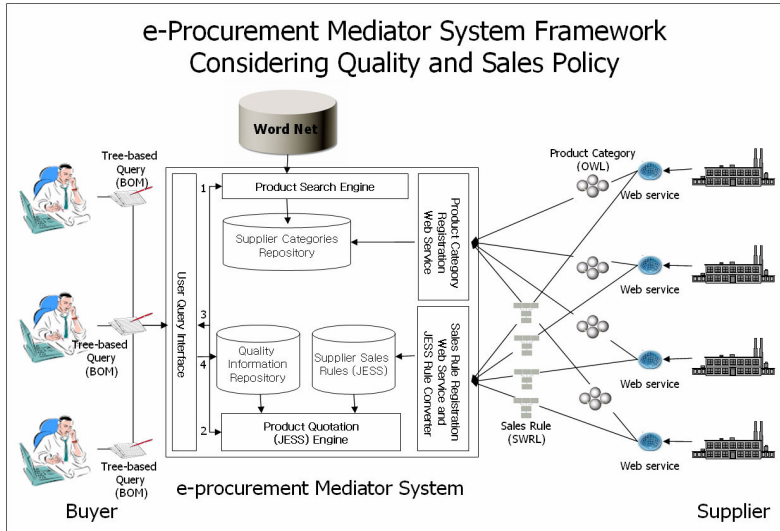 e-Procurement Mediator System Framework
Considering Quality and Sales Policy
Word Net
Tree-based
Query
(BOM)
Tree-based
Query
(BOM)
Tree-based
Query
(BOM)
Buyer
User Query Interface
1
3
4
2
Product Search Engine
Supplier Categories
Repository
Quality
Information
Repository
Supplier Sales
Rules (JESS)
Product Quotation
(JESS) Engine
Product Category
Registration
Web Service
Sales Rule Registration
Web Service and
JESS Rule Converter
e-procurement Mediator System
Product Category
(OWL)
Sales Rule
(SWRL)
Web service
Web service
Web service
Web service
Supplier